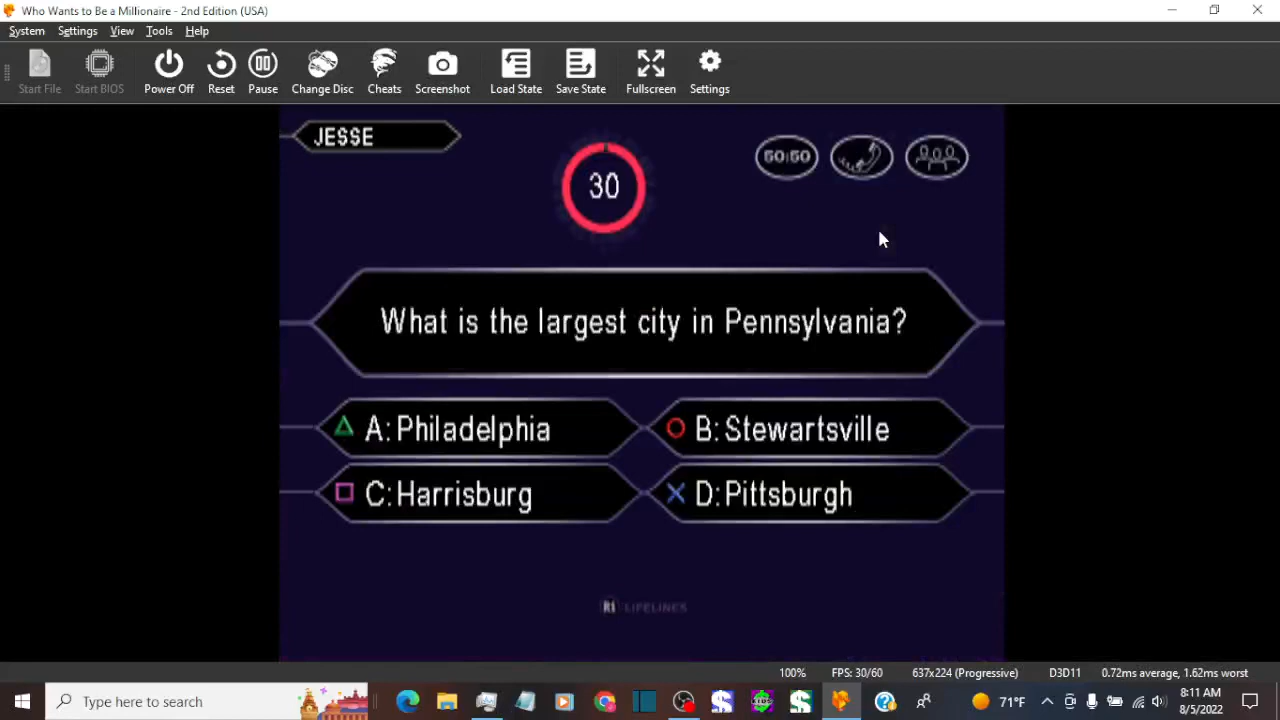 Who Wants to Be a Millionaire - 2nd Edition (USA)
System Settings View Tools Help
Start File Start BIOS Power Off Reset Pause Change Disc Cheats Screenshot Load State Save State Fullscreen Settings
JESSE
30
50:50
What is the largest city in Pennsylvania?
A: Philadelphia
B: Stewartsville
C: Harrisburg
D: Pittsburgh
R1 LIFELINES
100% FPS: 30/60 637x224 (Progressive) D3D11 0.72ms average, 1.62ms worst
Type here to search
KIDS
71°F
8:11 AM
8/5/2022